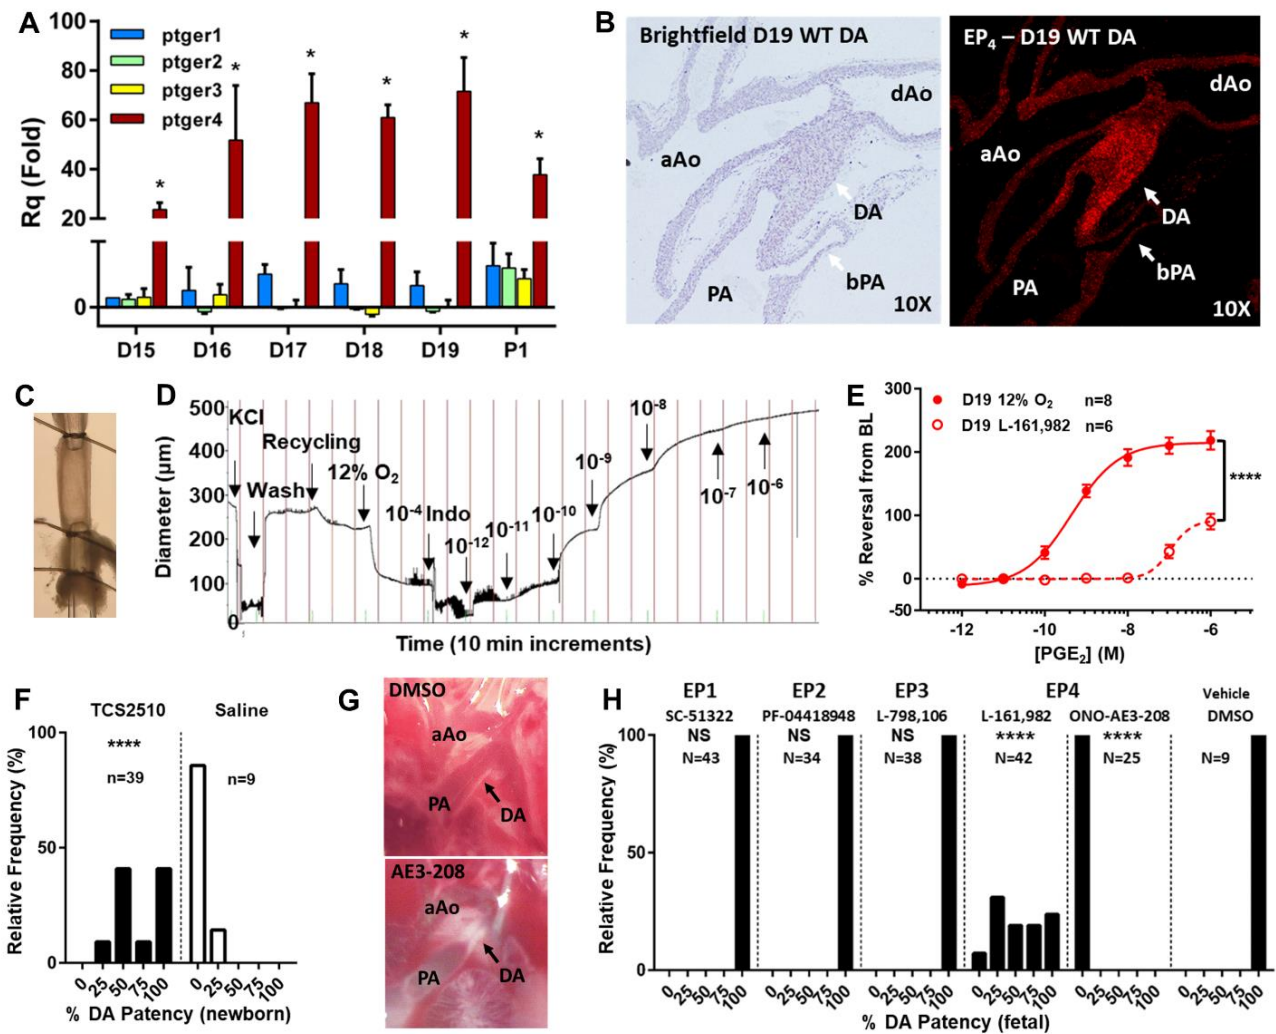 A
100
80
60
40
20
0
Rq (Fold)
ptger1
ptger2
ptger3
ptger4
*
*
*
*
*
*
D15 D16 D17 D18 D19 P1
B
Brightfield D19 WT DA
dAo
aAo
DA
bPA
PA
10X
EP₄ – D19 WT DA
dAo
aAo
DA
bPA
PA
10X
C
D
500
400
300
200
100
0
Diameter (μm)
KCl
Recycling
Wash
12% O₂
10⁻⁴ Indo
10⁻¹²
10⁻¹¹
10⁻¹⁰
10⁻⁹
10⁻⁸
10⁻⁷
10⁻⁶
Time (10 min increments)
E
300
200
100
0
-50
% Reversal from BL
D19 12% O₂ n=8
D19 L-161,982 n=6
****
-12 -10 -8 -6
[PGE₂] (M)
F
TCS2510 Saline
****
n=39 n=9
100
50
0
Relative Frequency (%)
0 25 50 75 100 0 25 50 75 100
% DA Patency (newborn)
G
DMSO
aAo
PA
DA
AE3-208
aAo
PA
DA
H
EP1 EP2 EP3 EP4 Vehicle
SC-51322 PF-04418948 L-798,106 L-161,982 ONO-AE3-208 DMSO
NS NS NS **** ****
N=43 N=34 N=38 N=42 N=25 N=9
100
50
0
Relative Frequency (%)
0 25 50 75 100 0 25 50 75 100 0 25 50 75 100 0 25 50 75 100 0 25 50 75 100 0 25 50 75 100
% DA Patency (fetal)